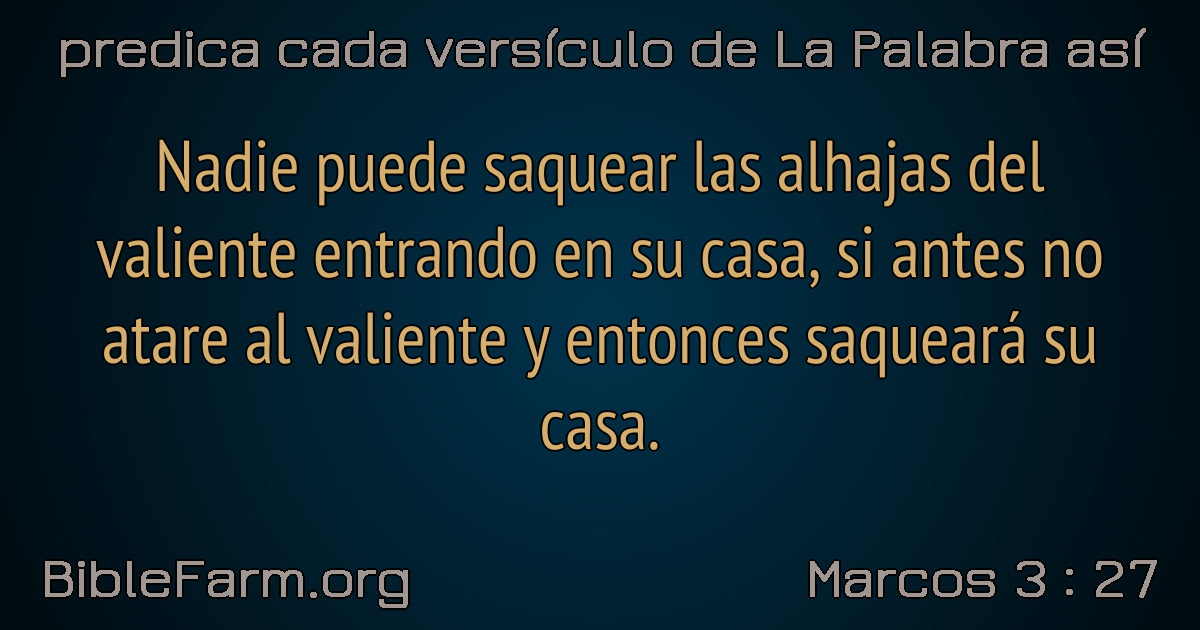 predica cada versículo de La Palabra así
Nadie puede saquear las alhajas del
valiente entrando en su casa, si antes no
atare al valiente y entonces saqueará su
casa.
BibleFarm.org
Marcos 3 : 27